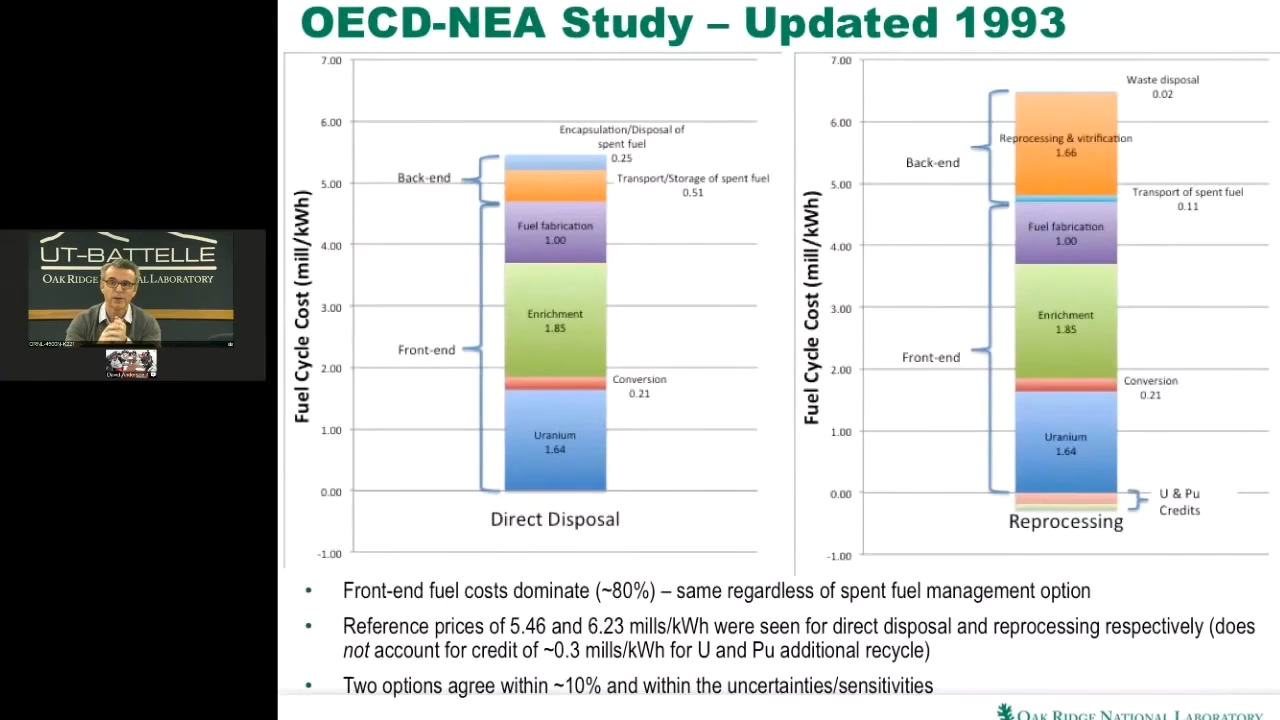 OECD-NEA Study – Updated 1993
Fuel Cycle Cost (mill/kWh)
7.00
6.00
5.00
4.00
3.00
2.00
1.00
0.00
-1.00
Back-end
Front-end
Encapsulation/Disposal of
spent fuel
0.25
Transport/Storage of spent fuel
0.51
Fuel fabrication
1.00
Enrichment
1.85
Conversion
0.21
Uranium
1.64
Direct Disposal
Fuel Cycle Cost (mill/kWh)
7.00
6.00
5.00
4.00
3.00
2.00
1.00
0.00
-1.00
Back-end
Front-end
Waste disposal
0.02
Reprocessing & vitrification
1.66
Transport of spent fuel
0.11
Fuel fabrication
1.00
Enrichment
1.85
Conversion
0.21
Uranium
1.64
U & Pu
Credits
Reprocessing
UT-BATTELLE
OAK RIDGE NATIONAL LABORATORY
• Front-end fuel costs dominate (~80%) – same regardless of spent fuel management option
• Reference prices of 5.46 and 6.23 mills/kWh were seen for direct disposal and reprocessing respectively (does
not account for credit of ~0.3 mills/kWh for U and Pu additional recycle)
• Two options agree within ~10% and within the uncertainties/sensitivities
OAK RIDGE NATIONAL LABORATORY